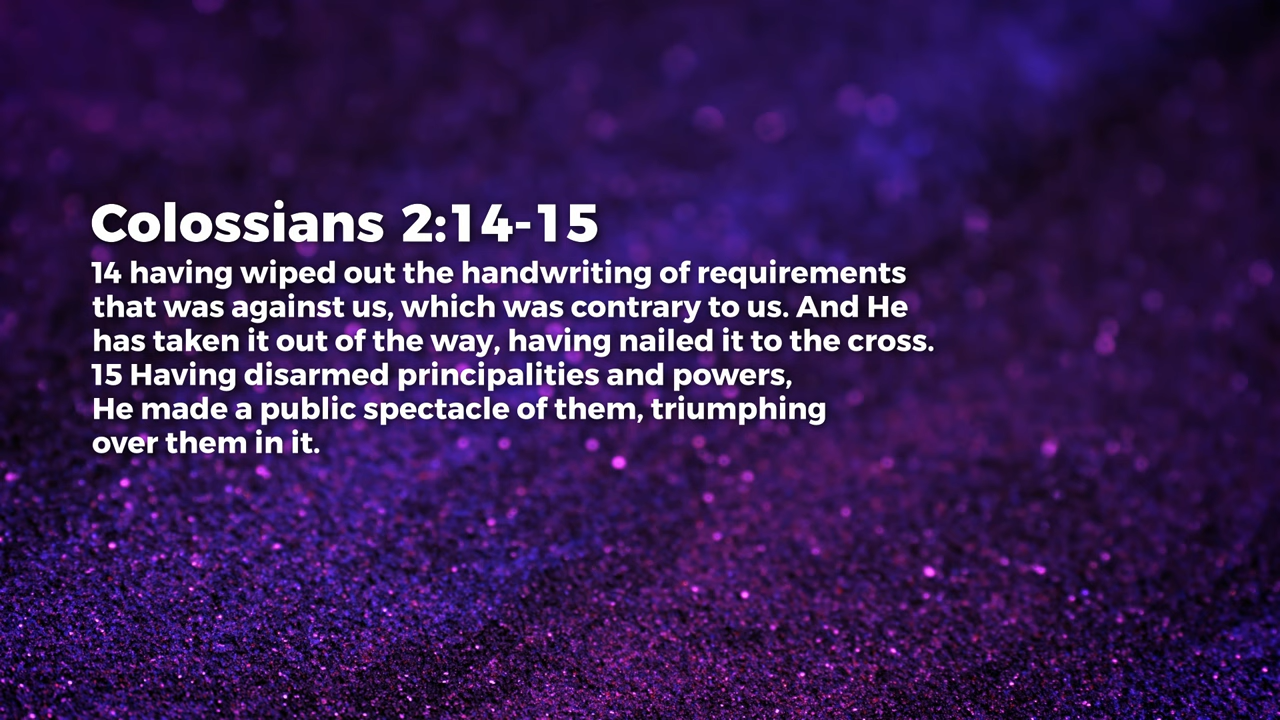 Colossians 2:14-15
14 having wiped out the handwriting of requirements
that was against us, which was contrary to us. And He
has taken it out of the way, having nailed it to the cross.
15 Having disarmed principalities and powers,
He made a public spectacle of them, triumphing
over them in it.